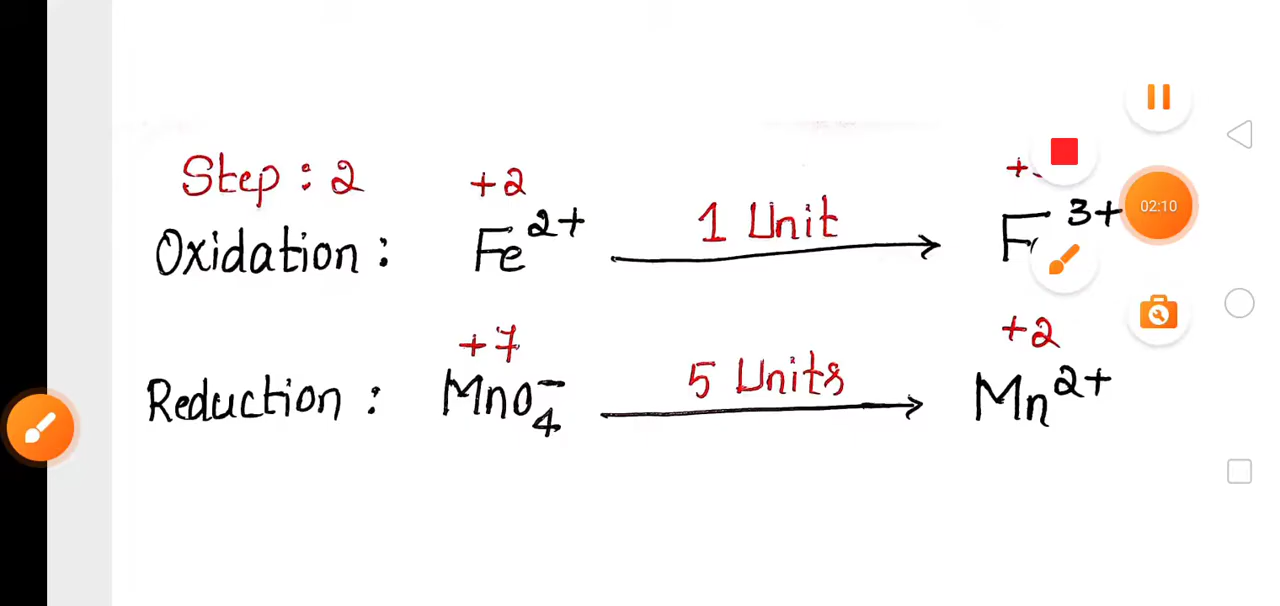 Step : 2
+2
Oxidation : Fe²⁺ 1 Unit 3+
02:10
+7 +2
Reduction : MnO₄⁻ 5 Units Mn²⁺